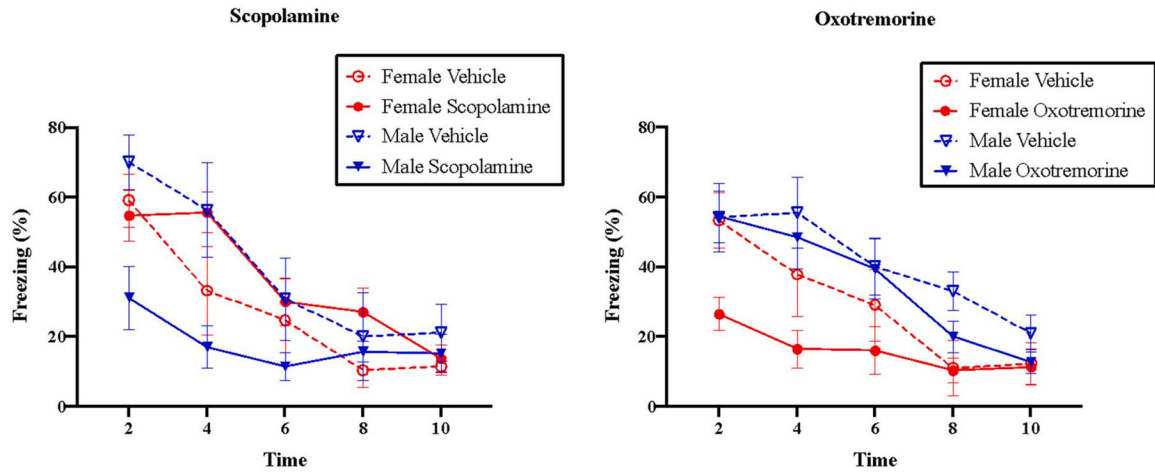 Scopolamine
Female Vehicle
Female Scopolamine
Male Vehicle
Male Scopolamine
Freezing (%)
80
60
40
20
0
2 4 6 8 10
Time
Oxotremorine
Female Vehicle
Female Oxotremorine
Male Vehicle
Male Oxotremorine
Freezing (%)
80
60
40
20
0
2 4 6 8 10
Time